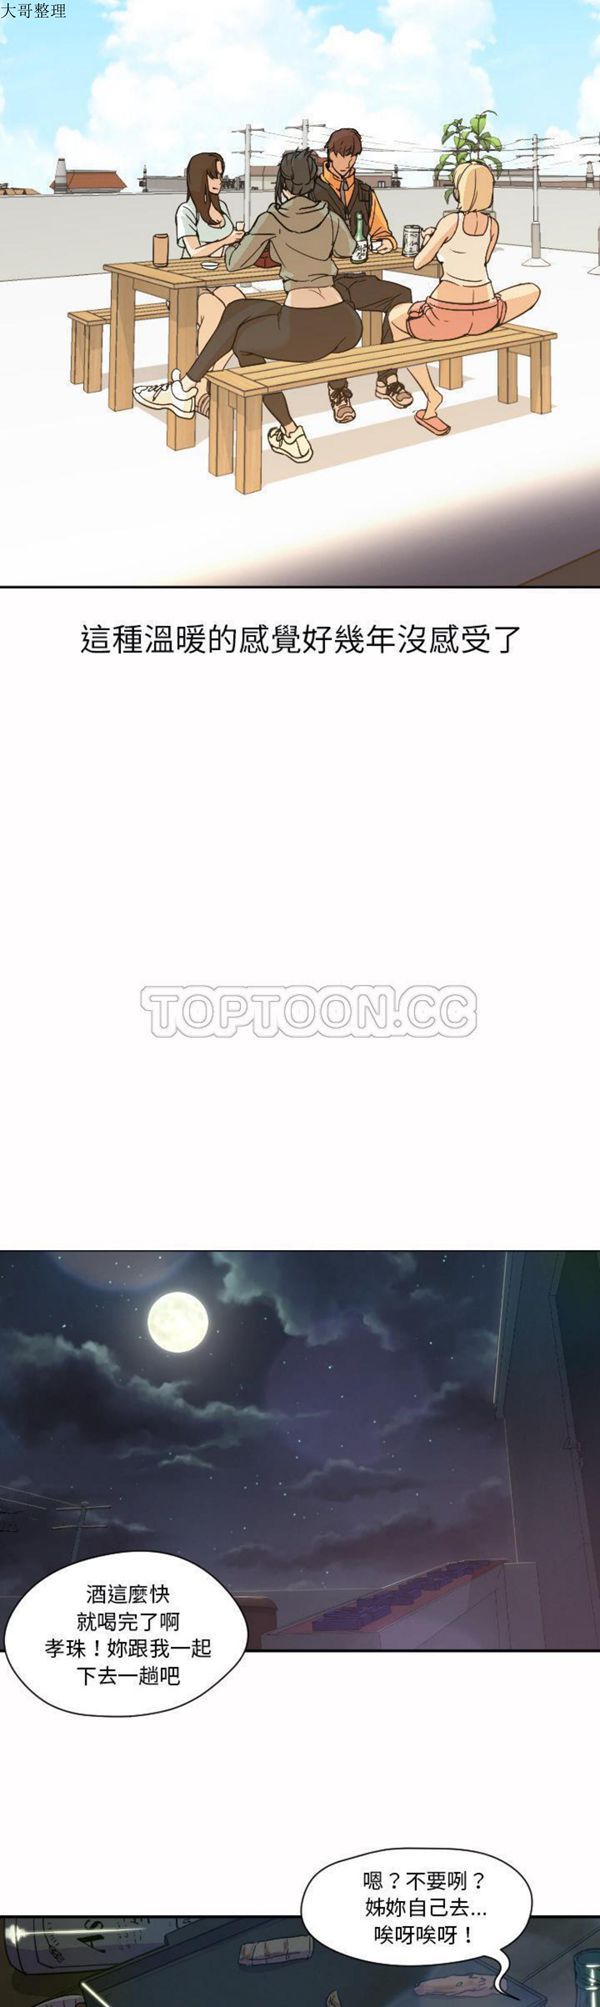 大哥整理
這種溫暖的感覺好幾年沒感受了
TOPTOON.CC
酒這麼快
就喝完了啊
孝珠！妳跟我一起
下去一趟吧
嗯？不要咧？
姊妳自己去...
唉呀唉呀！
AS